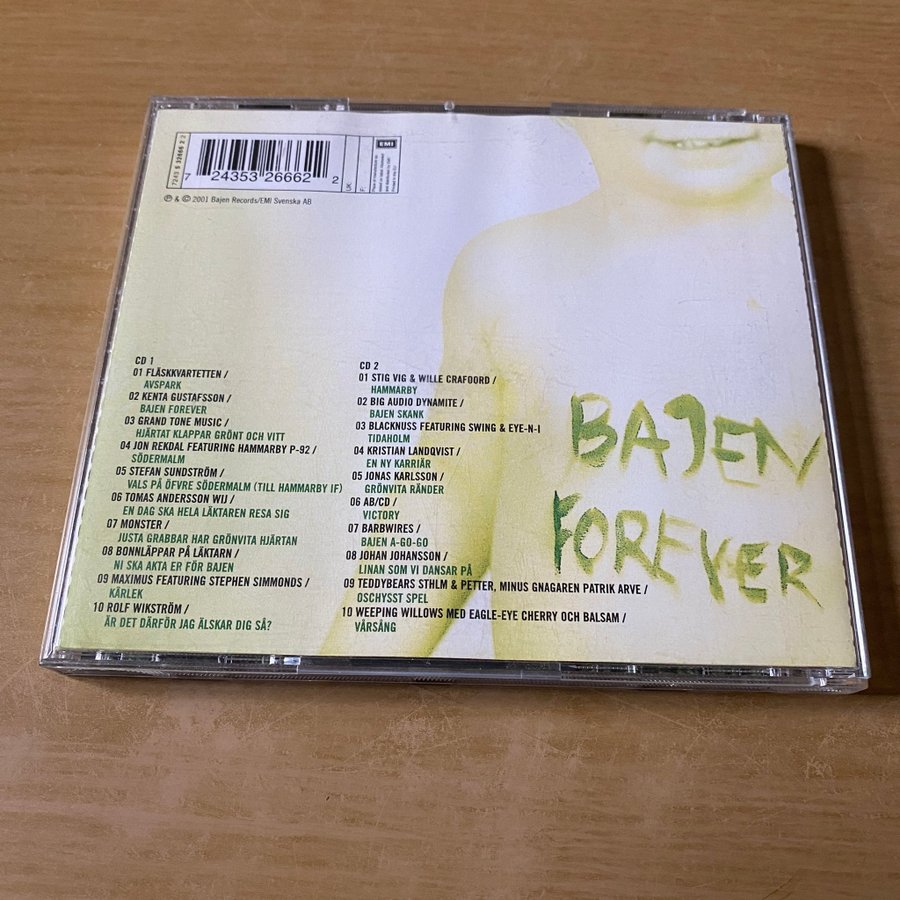 7243 5 32666 2 2
7 24353 26662 2
UK
F
EMI
℗ & © 2001 Bajen Records/EMI Svenska AB
CD 1
01 FLÄSKKVARTETTEN /
AVSPARK
02 KENTA GUSTAFSSON /
BAJEN FOREVER
03 GRAND TONE MUSIC /
HJÄRTAT KLAPPAR GRÖNT OCH VITT
04 JON REKDAL FEATURING HAMMARBY P-92 /
SÖDERMALM
05 STEFAN SUNDSTRÖM /
VALS PÅ ÖFVRE SÖDERMALM (TILL HAMMARBY IF)
06 TOMAS ANDERSSON WIJ /
EN DAG SKA HELA LÄKTAREN RESA SIG
07 MONSTER /
JUSTA GRABBAR HAR GRÖNVITA HJÄRTAN
08 BONNLÄPPAR PÅ LÄKTARN /
NI SKA AKTA ER FÖR BAJEN
09 MAXIMUS FEATURING STEPHEN SIMMONDS /
KÄRLEK
10 ROLF WIKSTRÖM /
ÄR DET DÄRFÖR JAG ÄLSKAR DIG SÅ?
CD 2
01 STIG VIG & WILLE CRAFOORD /
HAMMARBY
02 BIG AUDIO DYNAMITE /
BAJEN SKANK
03 BLACKNUSS FEATURING SWING & EYE-N-I
TIDAHOLM
04 KRISTIAN LANDQVIST /
EN NY KARRIÄR
05 JONAS KARLSSON /
GRÖNVITA RÄNDER
06 AB/CD /
VICTORY
07 BARBWIRES /
BAJEN A-GO-GO
08 JOHAN JOHANSSON /
LINAN SOM VI DANSAR PÅ
09 TEDDYBEARS STHLM & PETTER, MINUS GNAGAREN PATRIK ARVE /
OSCHYSST SPEL
10 WEEPING WILLOWS MED EAGLE-EYE CHERRY OCH BALSAM /
VÅRSÅNG
BAJEN
FOREVER